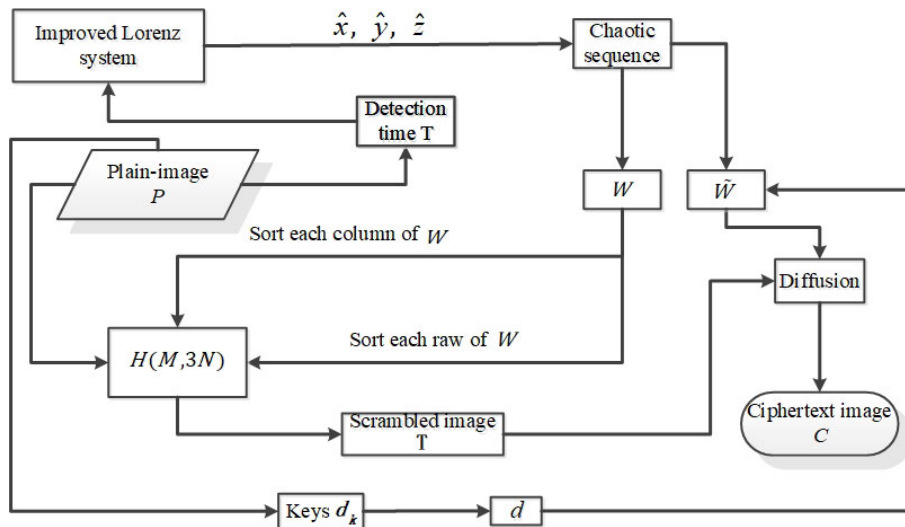 Improved Lorenz
system
x̂, ŷ, ẑ
Chaotic
sequence
Detection
time T
Plain-image
P
W
W̃
Sort each column of W
Diffusion
H(M,3N)
Sort each raw of W
Scrambled image
T
Ciphertext image
C
Keys dₖ
d